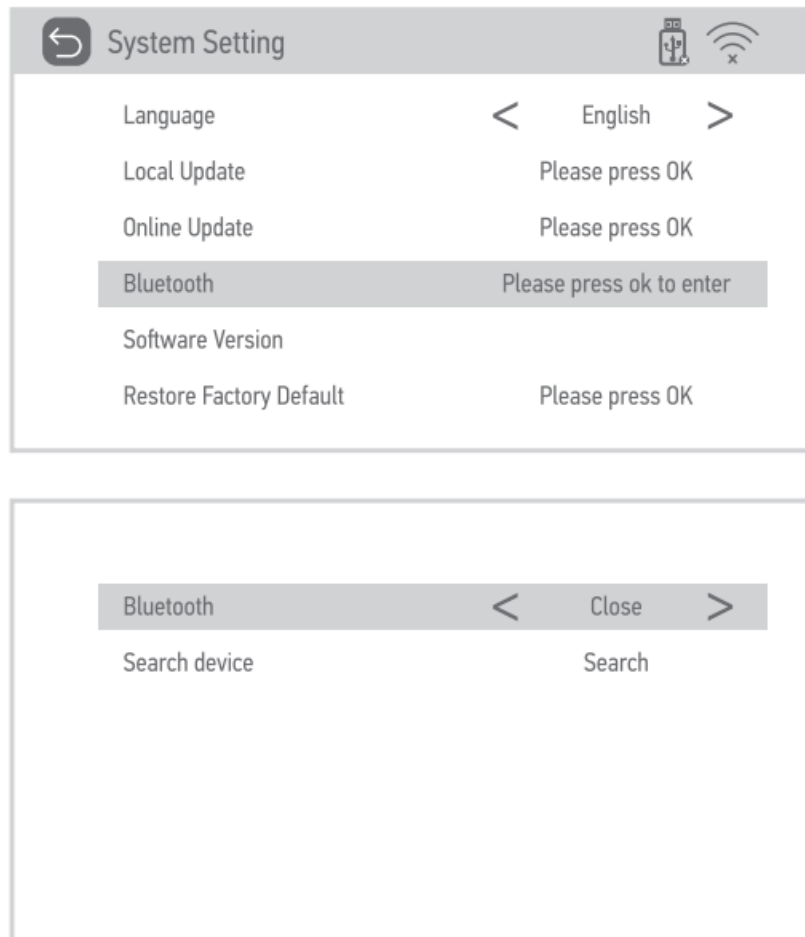 System Setting
Language < English >
Local Update Please press OK
Online Update Please press OK
Bluetooth Please press ok to enter
Software Version
Restore Factory Default Please press OK
Bluetooth < Close >
Search device Search